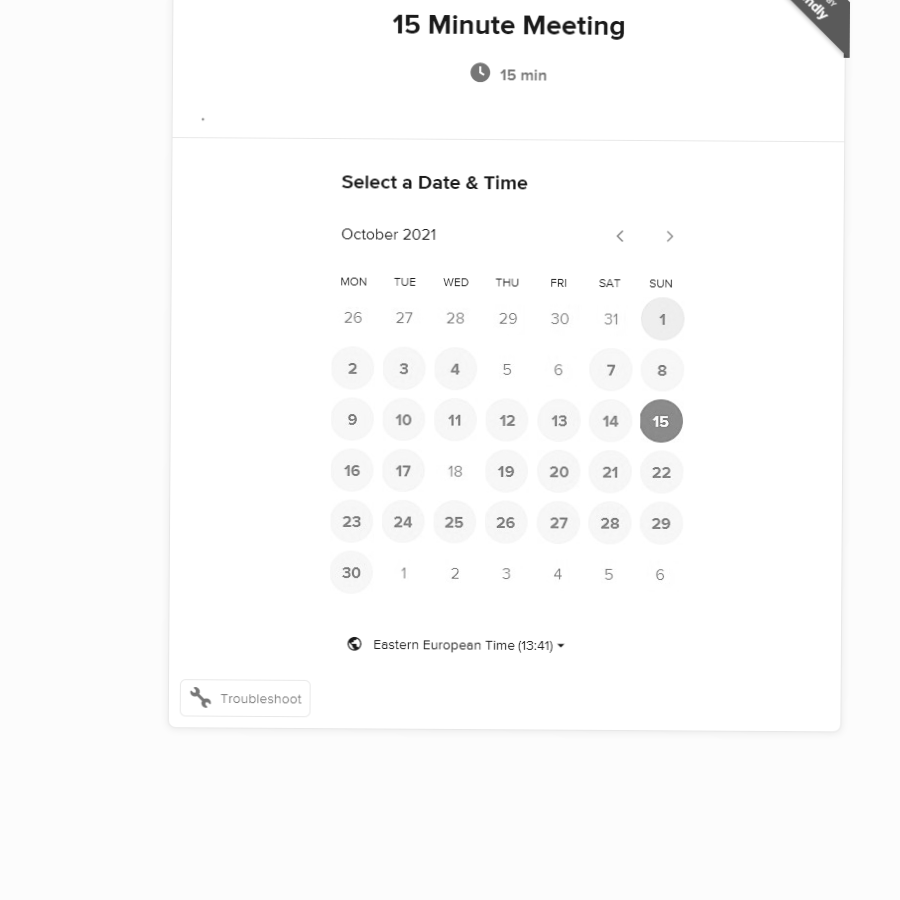 15 Minute Meeting
15 min
Select a Date & Time
October 2021
MON TUE WED THU FRI SAT SUN
26 27 28 29 30 31 1
2 3 4 5 6 7 8
9 10 11 12 13 14 15
16 17 18 19 20 21 22
23 24 25 26 27 28 29
30 1 2 3 4 5 6
Eastern European Time (13:41)
Troubleshoot